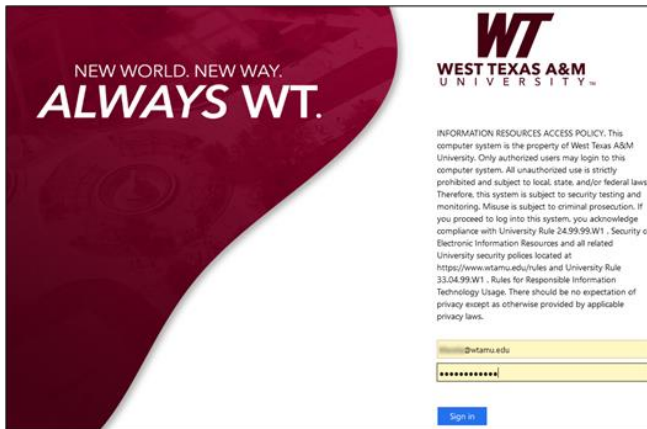 NEW WORLD. NEW WAY.
ALWAYS WT.
WT
WEST TEXAS A&M
UNIVERSITY™
INFORMATION RESOURCES ACCESS POLICY. This
computer system is the property of West Texas A&M
University. Only authorized users may login to this
computer system. All unauthorized use is strictly
prohibited and subject to local, state, and/or federal laws
Therefore, this system is subject to security testing and
monitoring. Misuse is subject to criminal prosecution. If
you proceed to log into this system, you acknowledge
compliance with University Rule 24.99.99.W1 . Security o
Electronic Information Resources and all related
University security polices located at
https://www.wtamu.edu/rules and University Rule
33.04.99.W1 . Rules for Responsible Information
Technology Usage. There should be no expectation of
privacy except as otherwise provided by applicable
privacy laws.
@wtamu.edu
Sign in